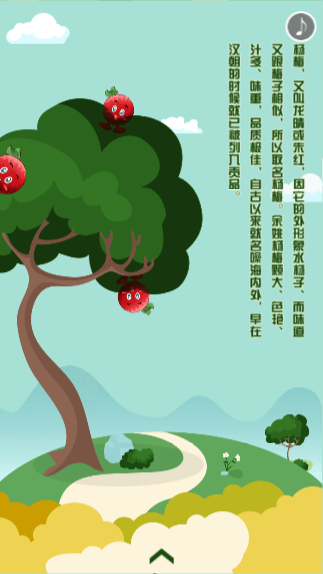 杨梅，又叫龙睛或朱红，因它的外形象水杨子，而味道
又跟梅子相似，所以取名杨梅。余姚杨梅颗大、色艳、
汁多、味重，品质极佳，自古以来就名噪海内外，早在
汉朝的时候就已被列入贡品。